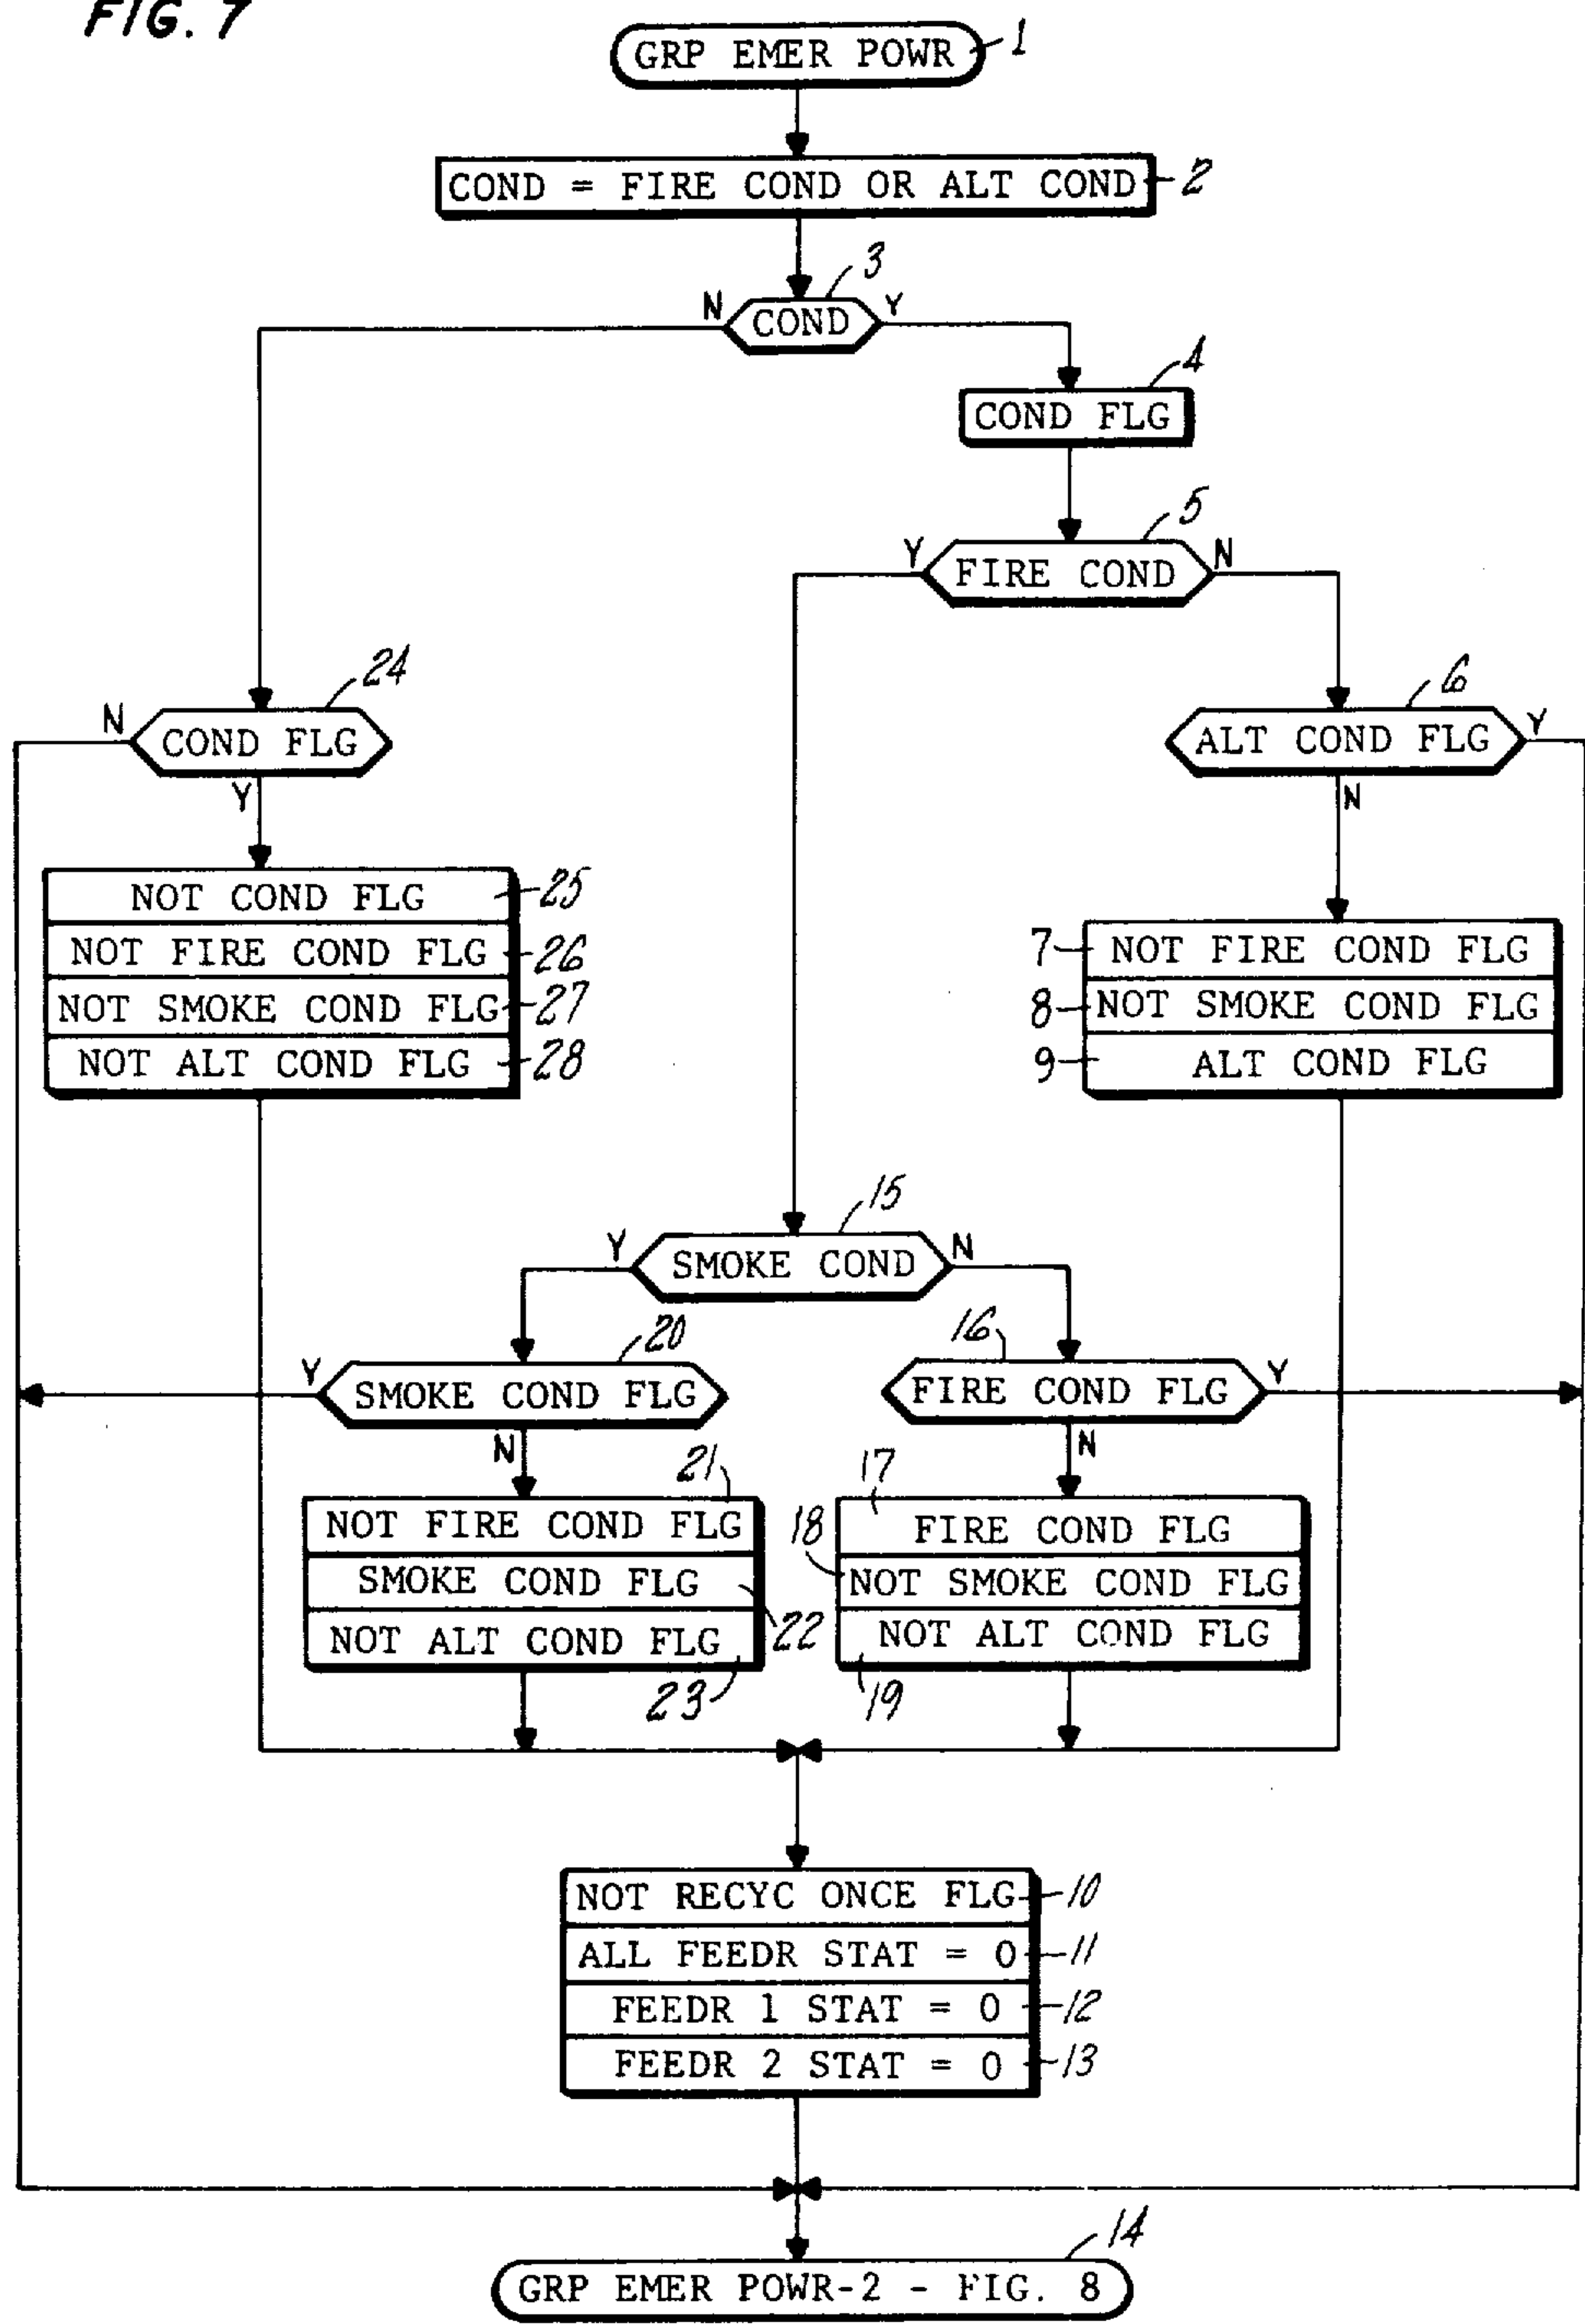 FIG. 7
GRP EMER POWR 1
COND = FIRE COND OR ALT COND 2
3
N COND Y
4
COND FLG
5
Y FIRE COND N
24
6
N COND FLG
ALT COND FLG Y
Y
N
NOT COND FLG 25
NOT FIRE COND FLG 26
NOT SMOKE COND FLG 27
NOT ALT COND FLG 28
7 NOT FIRE COND FLG
8 NOT SMOKE COND FLG
9 ALT COND FLG
15
Y SMOKE COND N
20
16
Y SMOKE COND FLG
FIRE COND FLG Y
N
N
21
NOT FIRE COND FLG
SMOKE COND FLG 22
NOT ALT COND FLG
23
17
FIRE COND FLG
18 NOT SMOKE COND FLG
NOT ALT COND FLG
19
NOT RECYC ONCE FLG 10
ALL FEEDR STAT = 0 11
FEEDR 1 STAT = 0 12
FEEDR 2 STAT = 0 13
14
GRP EMER POWR-2 - FIG. 8